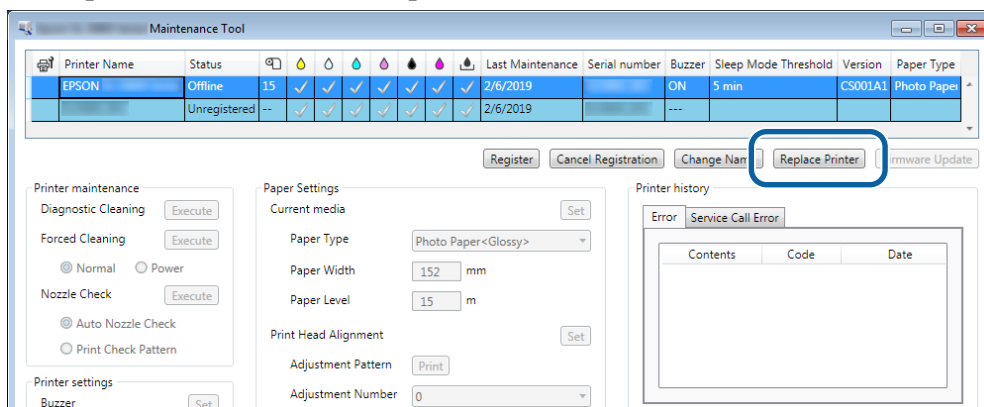 Maintenance Tool
Printer Name Status Last Maintenance Serial number Buzzer Sleep Mode Threshold Version Paper Type
EPSON Offline 15 2/6/2019 ON 5 min CS001A1 Photo Paper
Unregistered -- 2/6/2019 ---
Register Cancel Registration Change Name Replace Printer Firmware Update
Printer maintenance
Diagnostic Cleaning Execute
Forced Cleaning Execute
Normal Power
Nozzle Check Execute
Auto Nozzle Check
Print Check Pattern
Printer settings
Buzzer Set
Paper Settings
Current media Set
Paper Type Photo Paper<Glossy>
Paper Width 152 mm
Paper Level 15 m
Print Head Alignment Set
Adjustment Pattern Print
Adjustment Number 0
Printer history
Error Service Call Error
Contents Code Date